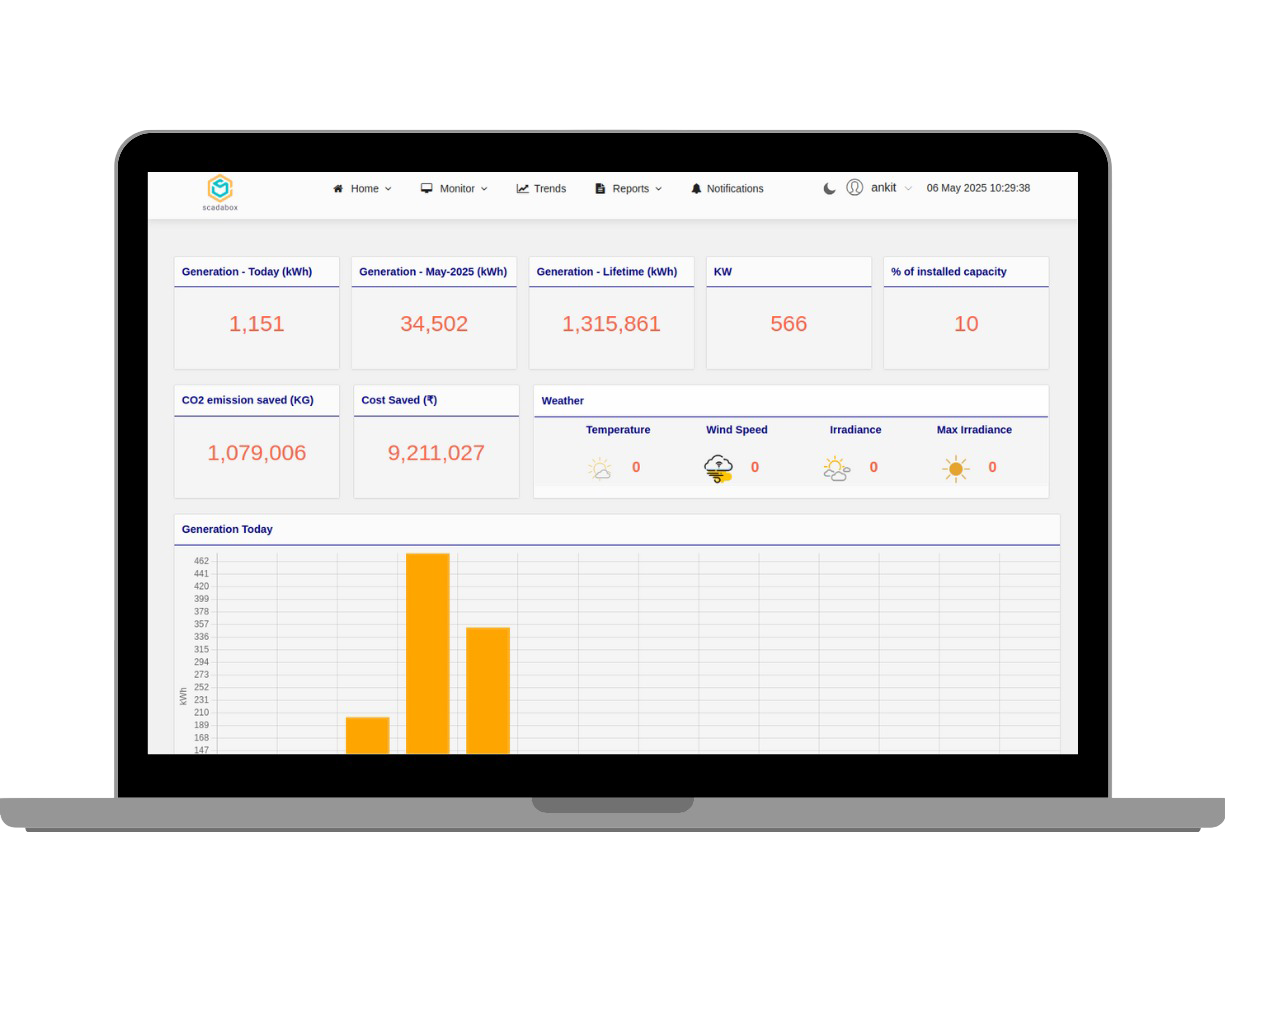 scadabox
Home Monitor Trends Reports Notifications ankit 06 May 2025 10:29:38
Generation - Today (kWh)
1,151
Generation - May-2025 (kWh)
34,502
Generation - Lifetime (kWh)
1,315,861
KW
566
% of installed capacity
10
CO2 emission saved (KG)
1,079,006
Cost Saved (₹)
9,211,027
Weather
Temperature Wind Speed Irradiance Max Irradiance
0 0 0 0
Generation Today
462
441
420
399
378
357
336
315
294
273
252
231
210
189
168
147
kWh